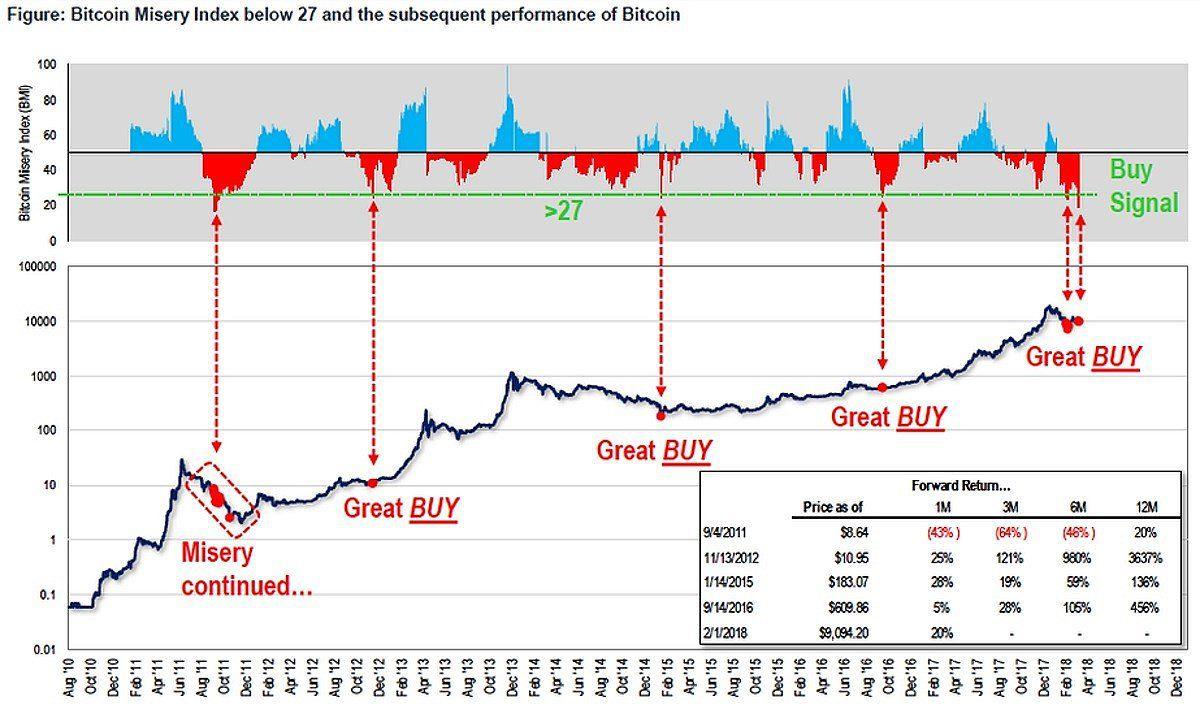 Figure: Bitcoin Misery Index below 27 and the subsequent performance of Bitcoin
Bitcoin Misery Index (BMI)
100
80
60
40
20
0
>27
Buy
Signal
100000
10000
1000
100
10
1
0.1
0.01
Misery
continued...
Great BUY
Great BUY
Great BUY
Great BUY
Forward Return...
Price as of 1M 3M 6M 12M
9/4/2011 $8.64 (43%) (64%) (46%) 20%
11/13/2012 $10.95 25% 121% 980% 3637%
1/14/2015 $183.07 28% 19% 59% 136%
9/14/2016 $609.86 5% 28% 105% 456%
2/1/2018 $9,094.20 20% - - -
Aug '10
Oct '10
Dec '10
Feb '11
Apr '11
Jun '11
Aug '11
Oct '11
Dec '11
Feb '12
Apr '12
Jun '12
Aug '12
Oct '12
Dec '12
Feb '13
Apr '13
Jun '13
Aug '13
Oct '13
Dec '13
Feb '14
Apr '14
Jun '14
Aug '14
Oct '14
Dec '14
Feb '15
Apr '15
Jun '15
Aug '15
Oct '15
Dec '15
Feb '16
Apr '16
Jun '16
Aug '16
Oct '16
Dec '16
Feb '17
Apr '17
Jun '17
Aug '17
Oct '17
Dec '17
Feb '18
Apr '18
Jun '18
Aug '18
Oct '18
Dec '18